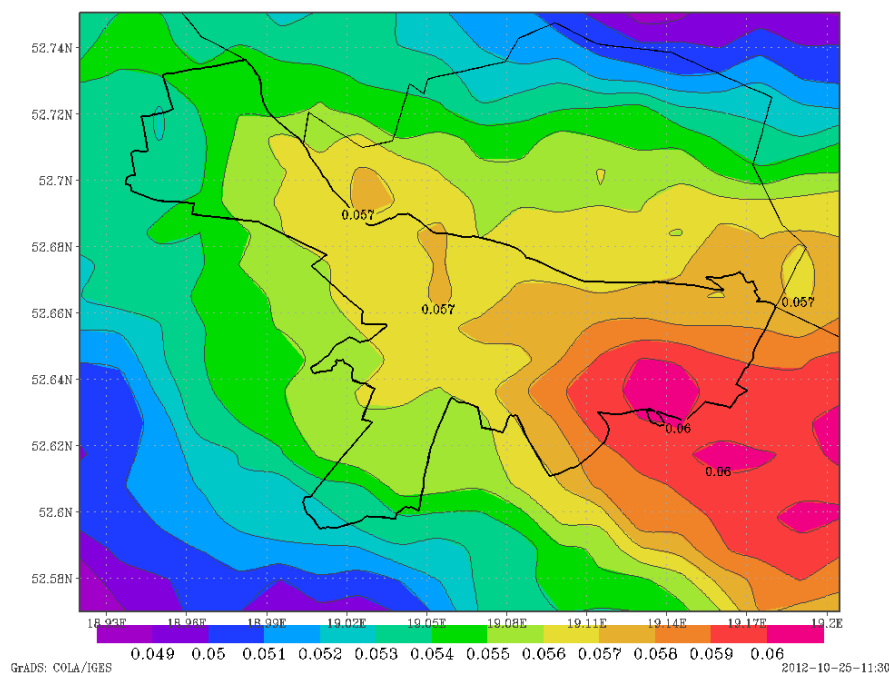 52.74N
52.72N
52.7N
0.057
52.68N
52.66N
0.057
0.057
52.64N
0.06
52.62N
0.06
52.6N
52.58N
18.93E 18.96E 18.99E 19.02E 19.05E 19.08E 19.11E 19.14E 19.17E 19.2E
0.049 0.05 0.051 0.052 0.053 0.054 0.055 0.056 0.057 0.058 0.059 0.06
GrADS: COLA/IGES 2012-10-25-11:30